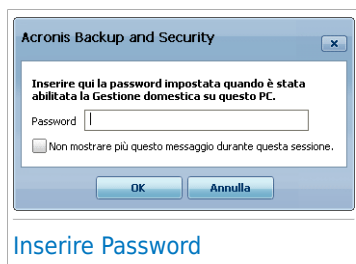 Acronis Backup and Security
Inserire qui la password impostata quando è stata
abilitata la Gestione domestica su questo PC.
Password
Non mostrare più questo messaggio durante questa sessione.
OK Annulla
Inserire Password